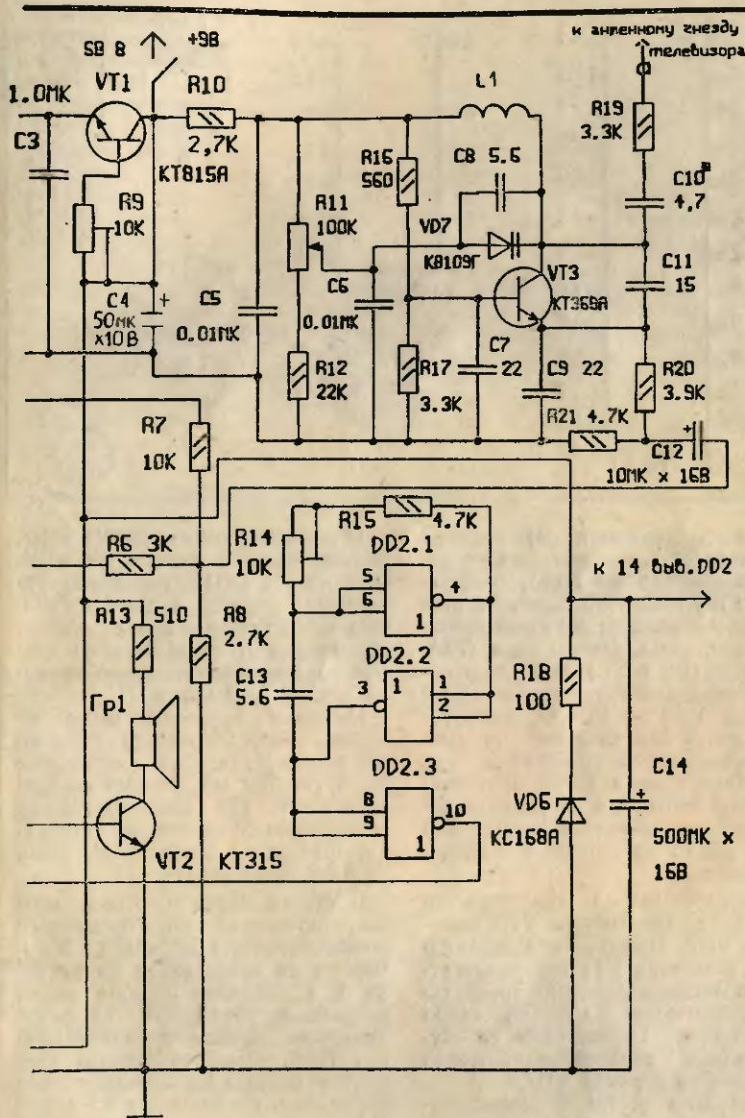 к антенному гнезду
телевизора
SB 8
+9В
VT1
R10
L1
1.0МК
R19
3.3К
C3
2,7К
C8 5.6
КТ815А
R16
560
C10*
4,7
R9
10К
R11
100К
VD7
КВ109Г
VT3
C11
15
C4
50мк
х10В
C5
0.01МК
C6
0.01МК
КТ369А
R12
22К
R17
3.3К
C7
22
C9 22
R20
3.9К
R7
10К
R21 4.7К
C12
10МК х 16В
R15
4.7К
R6 3К
R14
10К
DD2.1
к 14 выв.DD2
5
6
4
1
R13 510
R8
2.7К
DD2.2
C13
5.6
3
1
1
2
R18
100
Гр1
DD2.3
C14
8
9
10
1
VD6
КС168А
VT2
КТ315
500МК х
16В